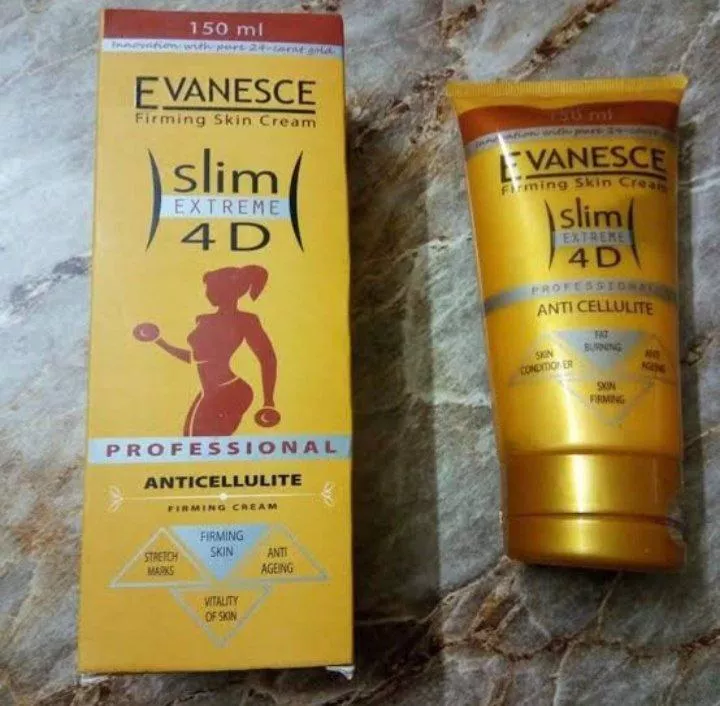 150 ml
Innovation with pure 24-carat gold.
EVANESCE
Firming Skin Cream
slim
EXTREME
4D
PROFESSIONAL
ANTICELLULITE
FIRMING CREAM
STRETCH
MARKS
FIRMING
SKIN
ANTI
AGEING
VITALITY
OF SKIN
150 ml
Innovation with pure 24-carat
EVANESCE
Firming Skin Cream
slim
EXTREME
4D
PROFESSIONAL
ANTI CELLULITE
SKIN
CONDITIONER
FAT
BURNING
ANTI
AGEING
SKIN
FIRMING